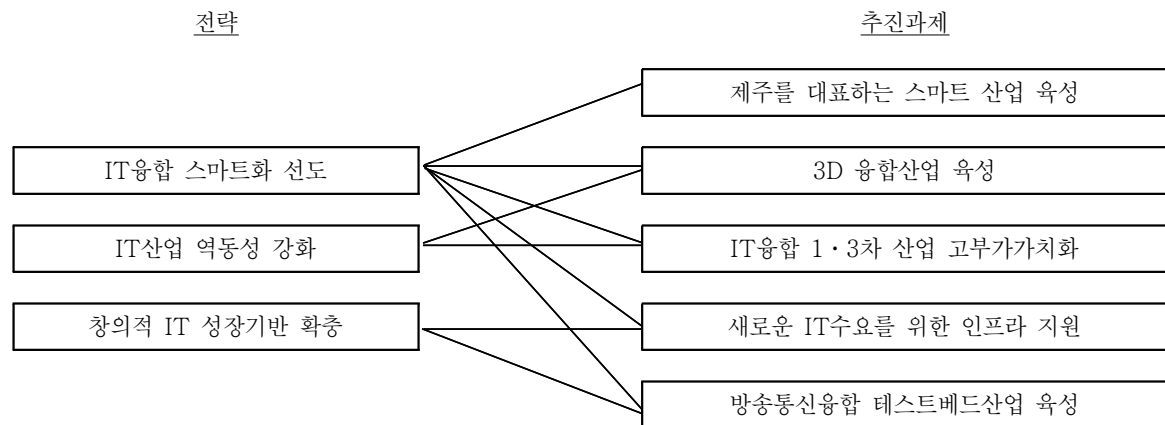 전략
추진과제
제주를 대표하는 스마트 산업 육성
IT융합 스마트화 선도
3D 융합산업 육성
IT산업 역동성 강화
IT융합 1·3차 산업 고부가가치화
창의적 IT 성장기반 확충
새로운 IT수요를 위한 인프라 지원
방송통신융합 테스트베드산업 육성